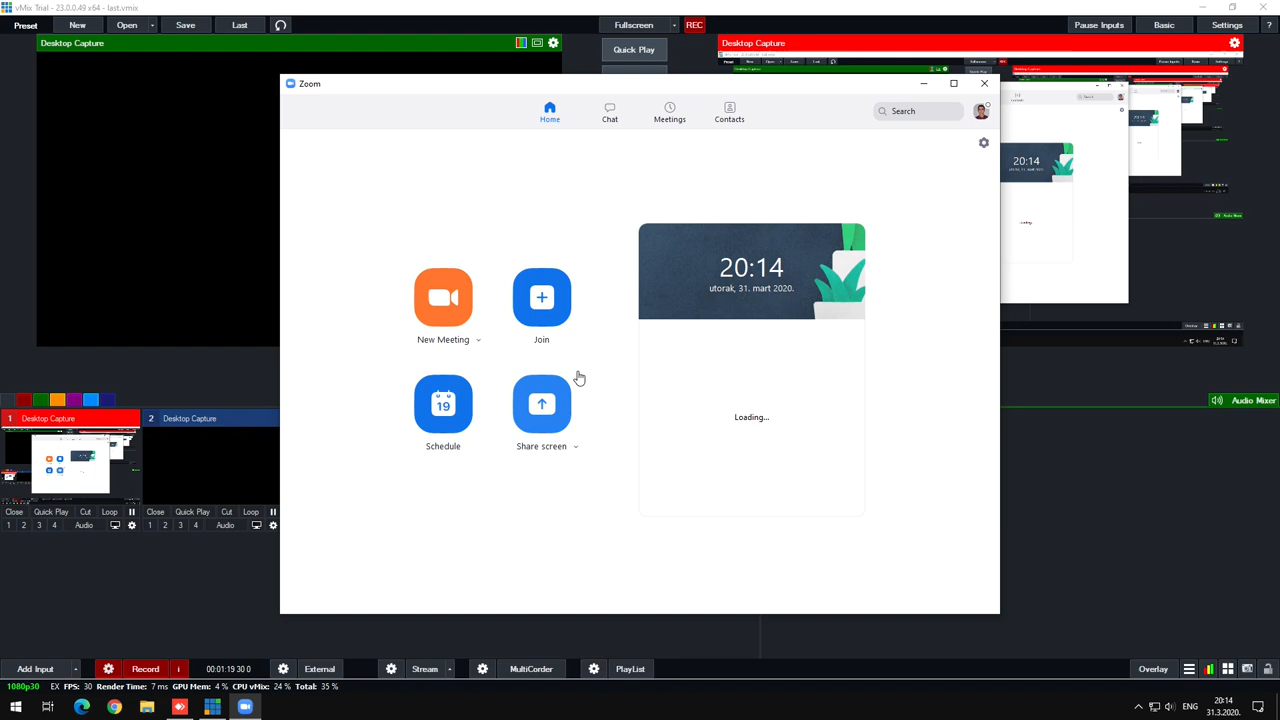 vMix Trial - 23.0.0.49 x64 - last.vmix
Preset New Open Save Last Fullscreen REC Pause Inputs Basic Settings ?
Desktop Capture
Quick Play
Desktop Capture
Zoom
Home Chat Meetings Contacts Search
20:14
utorak, 31. mart 2020.
20:14
New Meeting Join
Loading...
19
Schedule Share screen
Audio Mixer
1 Desktop Capture
2 Desktop Capture
Close Quick Play Cut Loop
Close Quick Play Cut Loop
1 2 3 4 Audio
1 2 3 4 Audio
Add Input Record i 00:01:19 30 0 External Stream MultiCorder PlayList Overlay
1080p30 EX FPS: 30 Render Time: 7 ms GPU Mem: 4 % CPU vMix: 24 % Total: 35 %
ENG
20:14
31.3.2020.